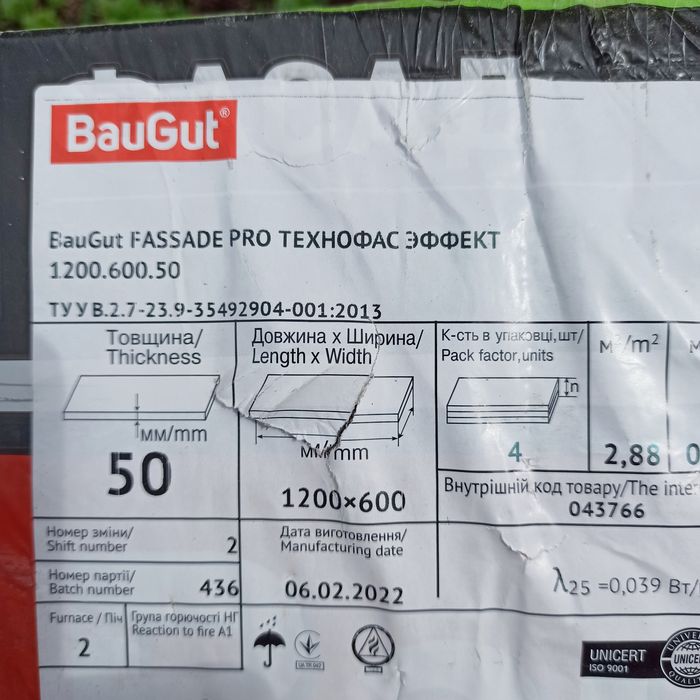 BauGut®
BauGut FASSADE PRO ТЕХНОФАС ЭФФЕКТ
1200.600.50
ТУ У В.2.7-23.9-35492904-001:2013
Товщина/
Thickness
мм/mm
50
Довжина х Ширина/
Length x Width
мм/mm
1200×600
К-сть в упаковці,шт/
Pack factor,units
n
4
м²/m²
2,88
Внутрішній код товару/The inter
043766
Номер зміни/
Shift number
2
Номер партії/
Batch number
436
Дата виготовлення/
Manufacturing date
06.02.2022
λ25 =0,039 Вт/
Furnace / Піч
2
Група горючості НГ
Reaction to fire A1
UNICERT
ISO 9001